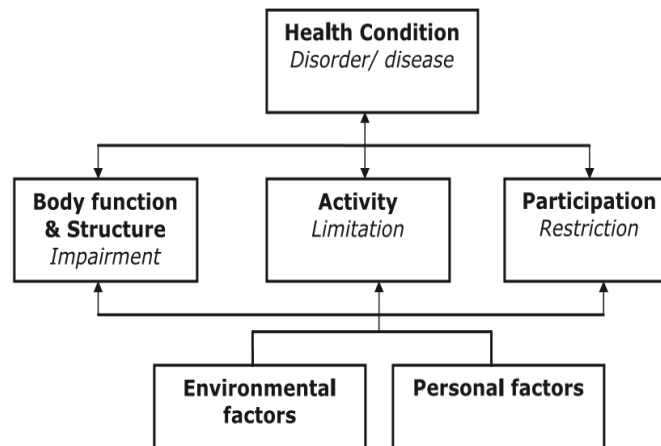 Health Condition
Disorder/ disease
Body function
& Structure
Impairment
Activity
Limitation
Participation
Restriction
Environmental
factors
Personal factors